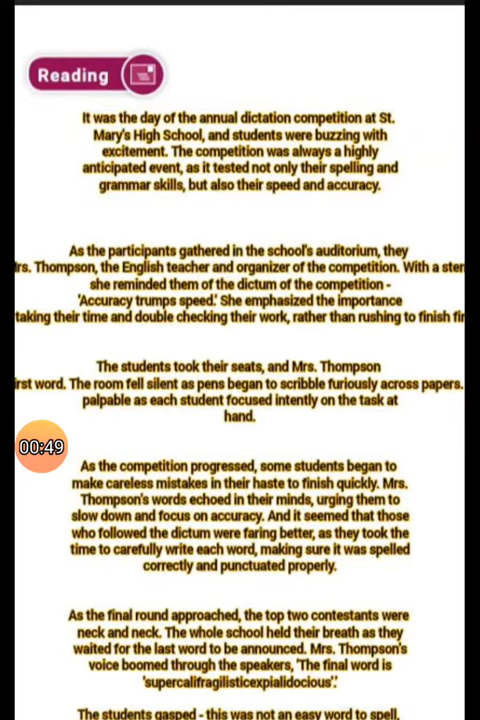 Reading
It was the day of the annual dictation competition at St.
Mary's High School, and students were buzzing with
excitement. The competition was always a highly
anticipated event, as it tested not only their spelling and
grammar skills, but also their speed and accuracy.
As the participants gathered in the school's auditorium, they
rs. Thompson, the English teacher and organizer of the competition. With a ster
she reminded them of the dictum of the competition -
'Accuracy trumps speed.' She emphasized the importance
taking their time and double checking their work, rather than rushing to finish fir
The students took their seats, and Mrs. Thompson
irst word. The room fell silent as pens began to scribble furiously across papers.
palpable as each student focused intently on the task at
hand.
00:49
As the competition progressed, some students began to
make careless mistakes in their haste to finish quickly. Mrs.
Thompson's words echoed in their minds, urging them to
slow down and focus on accuracy. And it seemed that those
who followed the dictum were faring better, as they took the
time to carefully write each word, making sure it was spelled
correctly and punctuated properly.
As the final round approached, the top two contestants were
neck and neck. The whole school held their breath as they
waited for the last word to be announced. Mrs. Thompson's
voice boomed through the speakers, 'The final word is
'supercalifragilisticexpialidocious'.'
The students gasped - this was not an easy word to spell,